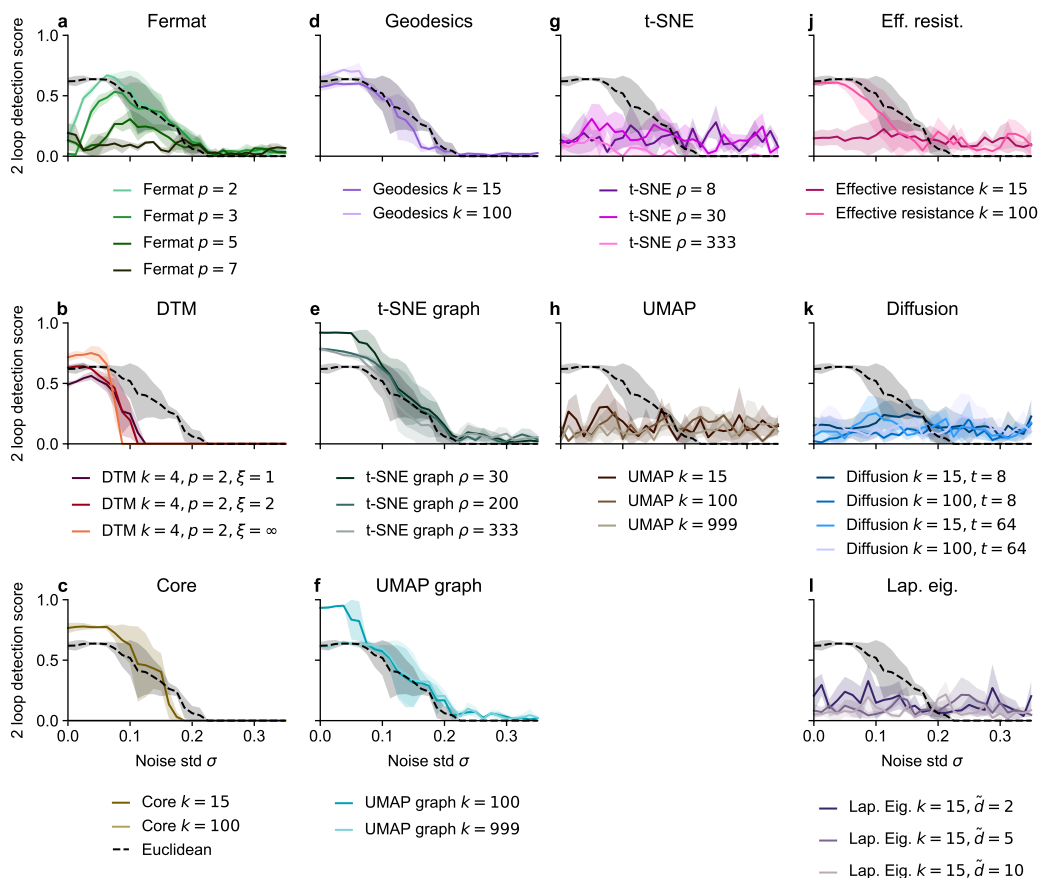 a Fermat
d Geodesics
g t-SNE
j Eff. resist.
2 loop detection score
1.0
0.5
0.0
Fermat p = 2
Fermat p = 3
Fermat p = 5
Fermat p = 7
Geodesics k = 15
Geodesics k = 100
t-SNE ρ = 8
t-SNE ρ = 30
t-SNE ρ = 333
Effective resistance k = 15
Effective resistance k = 100
b DTM
e t-SNE graph
h UMAP
k Diffusion
2 loop detection score
1.0
0.5
0.0
DTM k = 4, p = 2, ξ = 1
DTM k = 4, p = 2, ξ = 2
DTM k = 4, p = 2, ξ = ∞
t-SNE graph ρ = 30
t-SNE graph ρ = 200
t-SNE graph ρ = 333
UMAP k = 15
UMAP k = 100
UMAP k = 999
Diffusion k = 15, t = 8
Diffusion k = 100, t = 8
Diffusion k = 15, t = 64
Diffusion k = 100, t = 64
c Core
f UMAP graph
l Lap. eig.
2 loop detection score
1.0
0.5
0.0
0.0 0.1 0.2 0.3
0.0 0.1 0.2 0.3
0.0 0.1 0.2 0.3
Noise std σ
Noise std σ
Noise std σ
Core k = 15
Core k = 100
Euclidean
UMAP graph k = 100
UMAP graph k = 999
Lap. Eig. k = 15, d̃ = 2
Lap. Eig. k = 15, d̃ = 5
Lap. Eig. k = 15, d̃ = 10